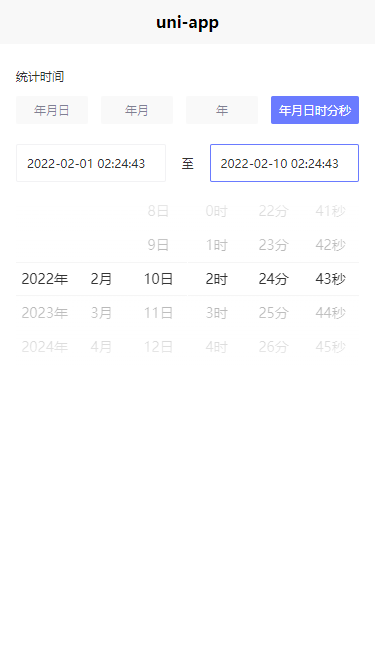 uni-app
统计时间
年月日 年月 年 年月日时分秒
2022-02-01 02:24:43 至 2022-02-10 02:24:43
8日 0时 22分 41秒
9日 1时 23分 42秒
2022年 2月 10日 2时 24分 43秒
2023年 3月 11日 3时 25分 44秒
2024年 4月 12日 4时 26分 45秒